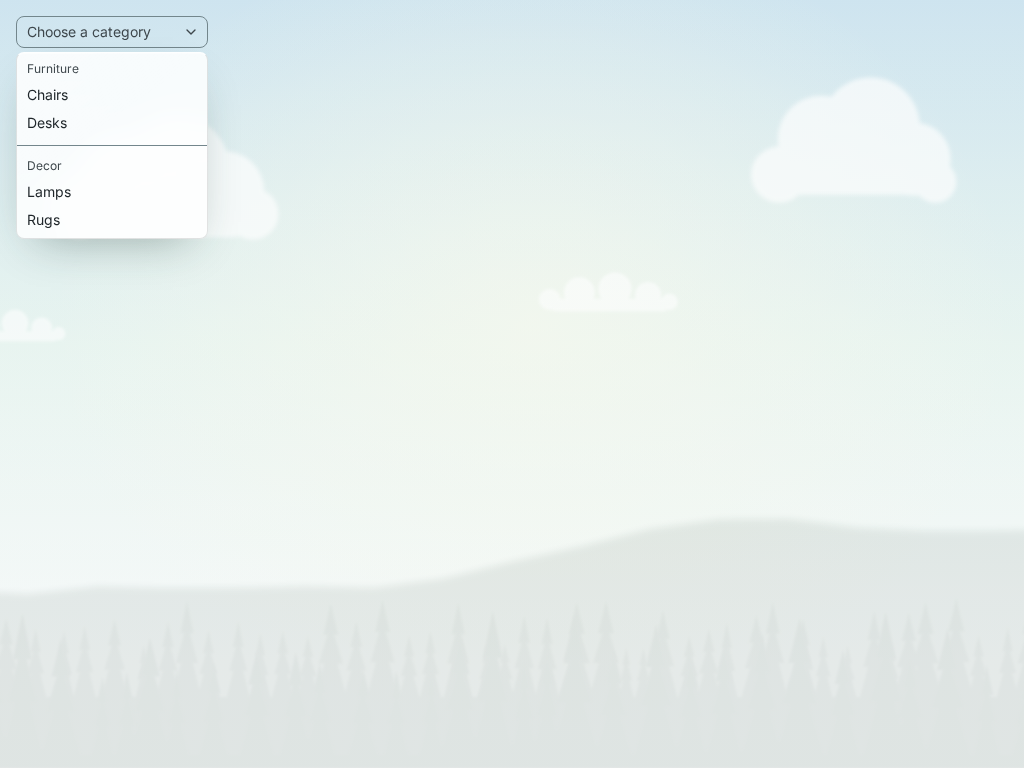 Choose a category
Furniture
Chairs
Desks
Decor
Lamps
Rugs